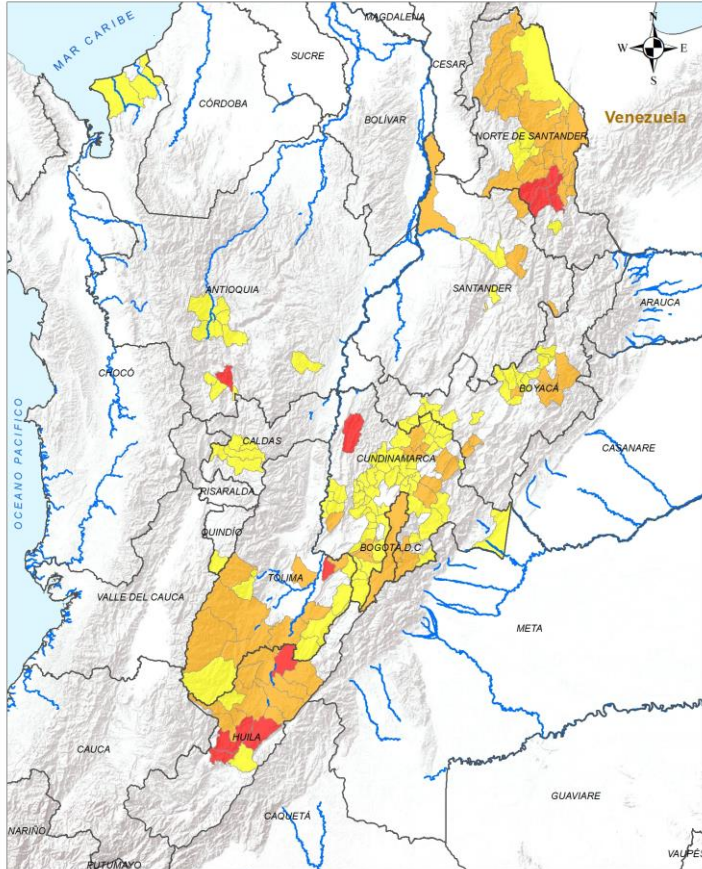 MAGDALENA
N
W E
S
MAR CARIBE
SUCRE
CESAR
CÓRDOBA
BOLÍVAR
Venezuela
NORTE DE SANTANDER
ANTIOQUIA
SANTANDER
ARAUCA
CHOCÓ
BOYACÁ
OCEANO PACIFICO
CALDAS
CUNDINAMARCA
CASANARE
RISARALDA
QUINDÍO
BOGOTÁ D.C
TOLIMA
VALLE DEL CAUCA
META
HUILA
CAUCA
GUAVIARE
CAQUETÁ
NARIÑO
PUTUMAYO
VAUPÉS